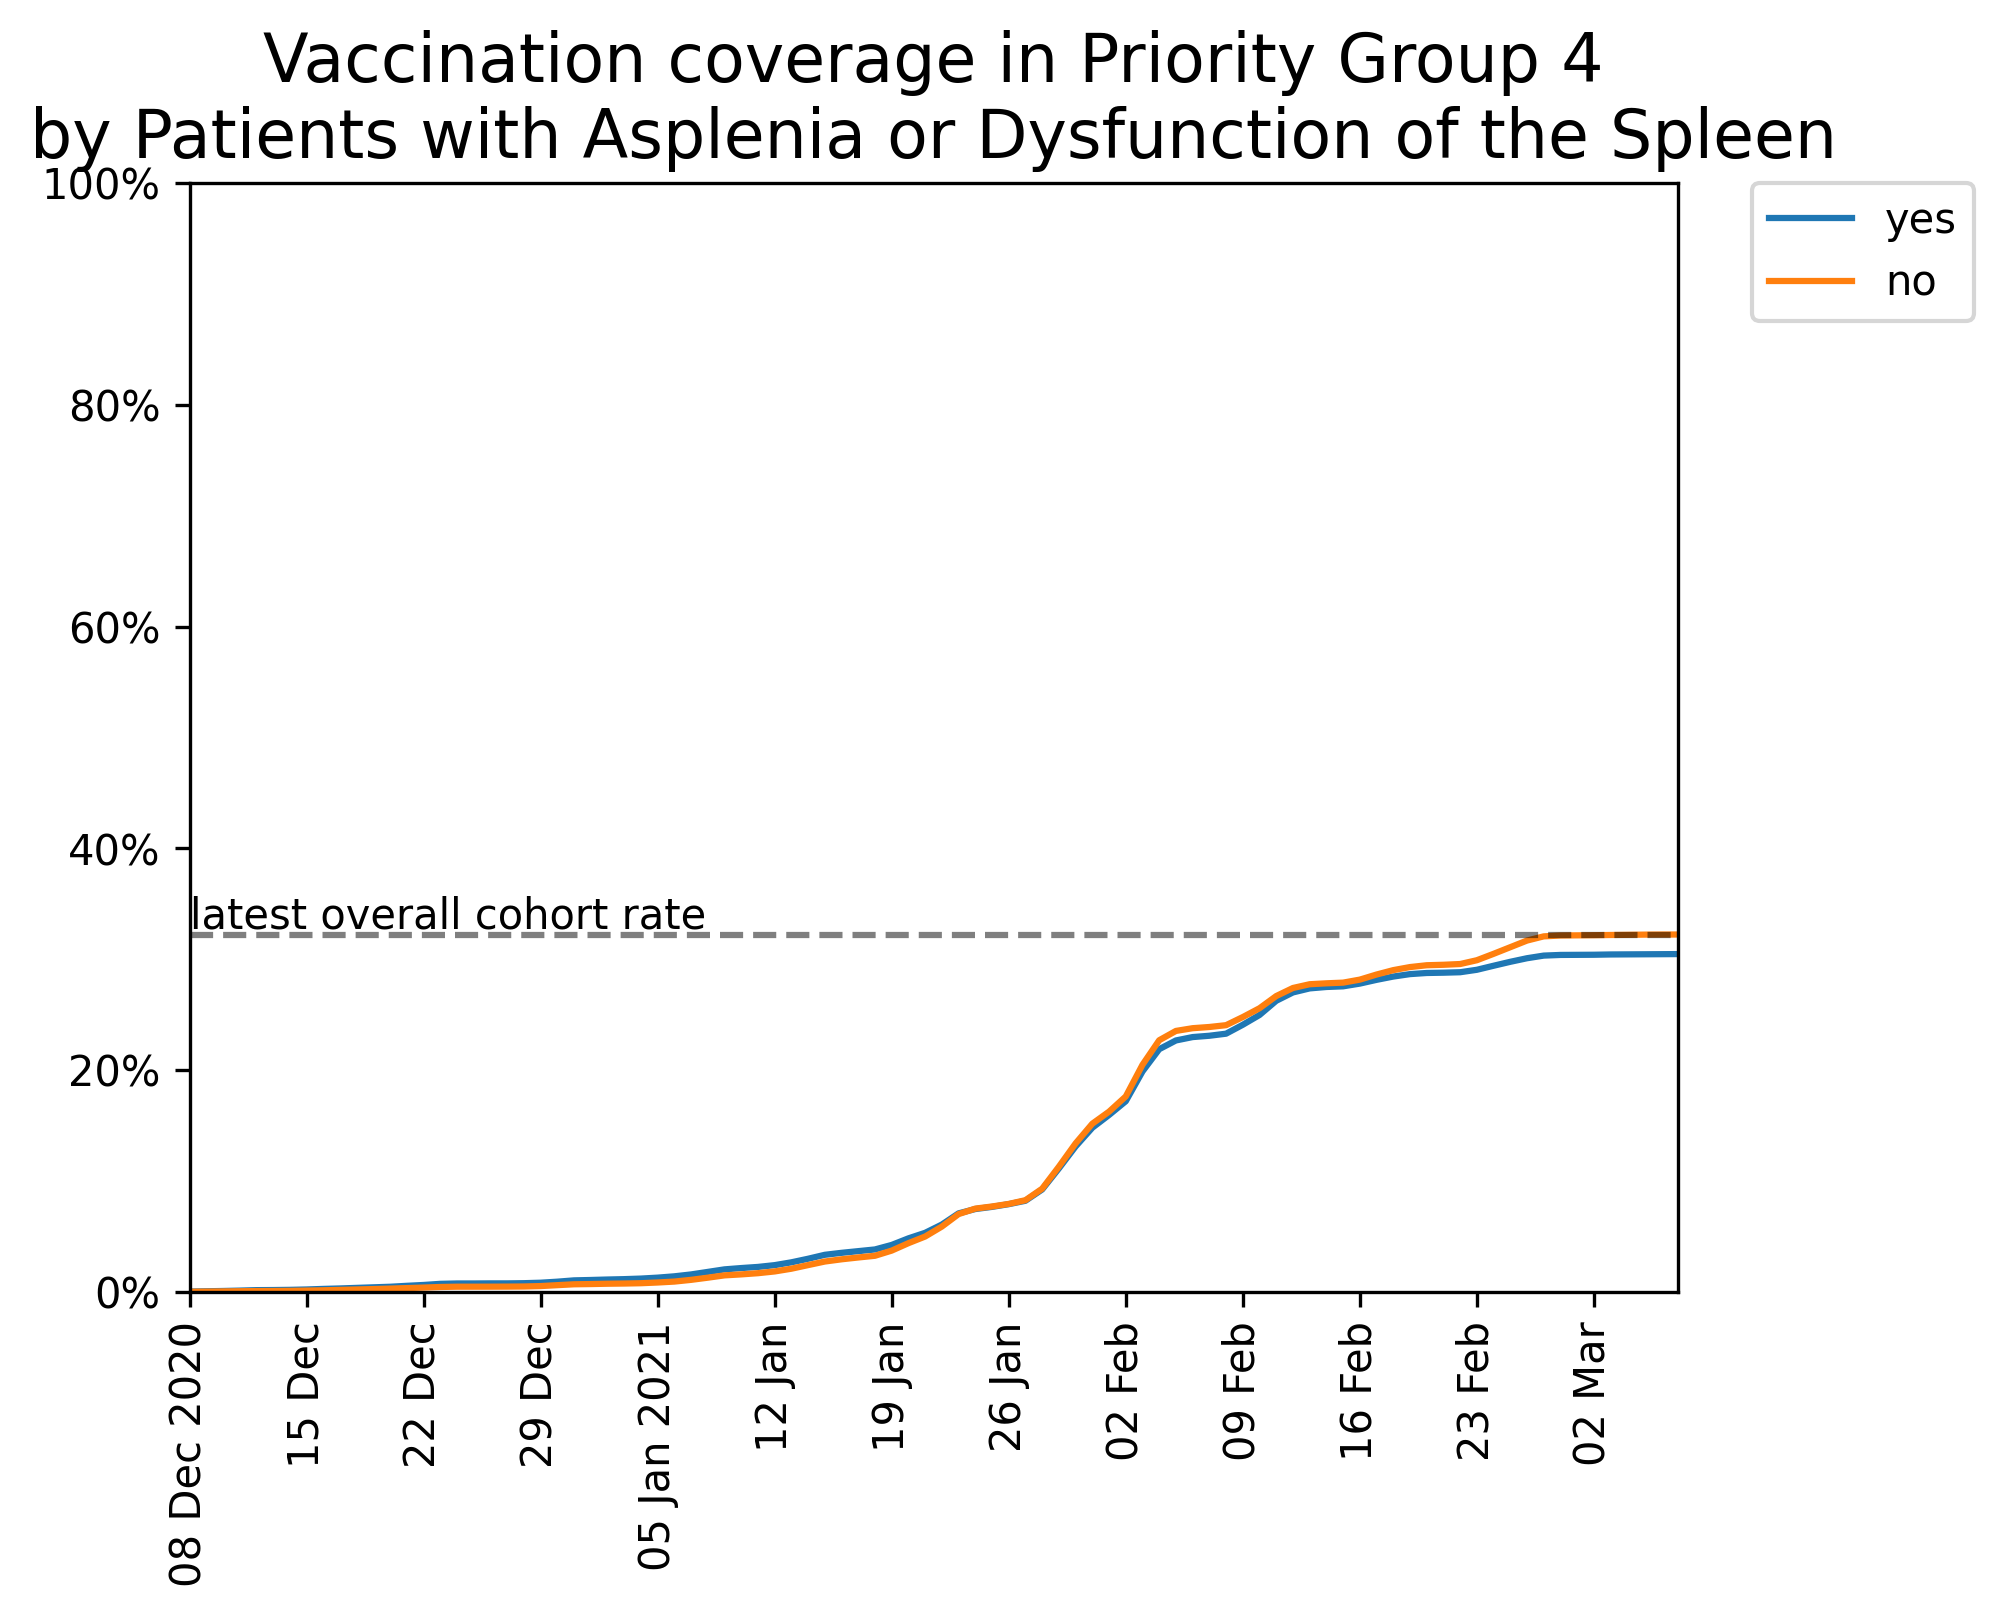 Vaccination coverage in Priority Group 4
by Patients with Asplenia or Dysfunction of the Spleen
100%
80%
60%
40%
20%
0%
latest overall cohort rate
yes
no
08 Dec 2020
15 Dec
22 Dec
29 Dec
05 Jan 2021
12 Jan
19 Jan
26 Jan
02 Feb
09 Feb
16 Feb
23 Feb
02 Mar